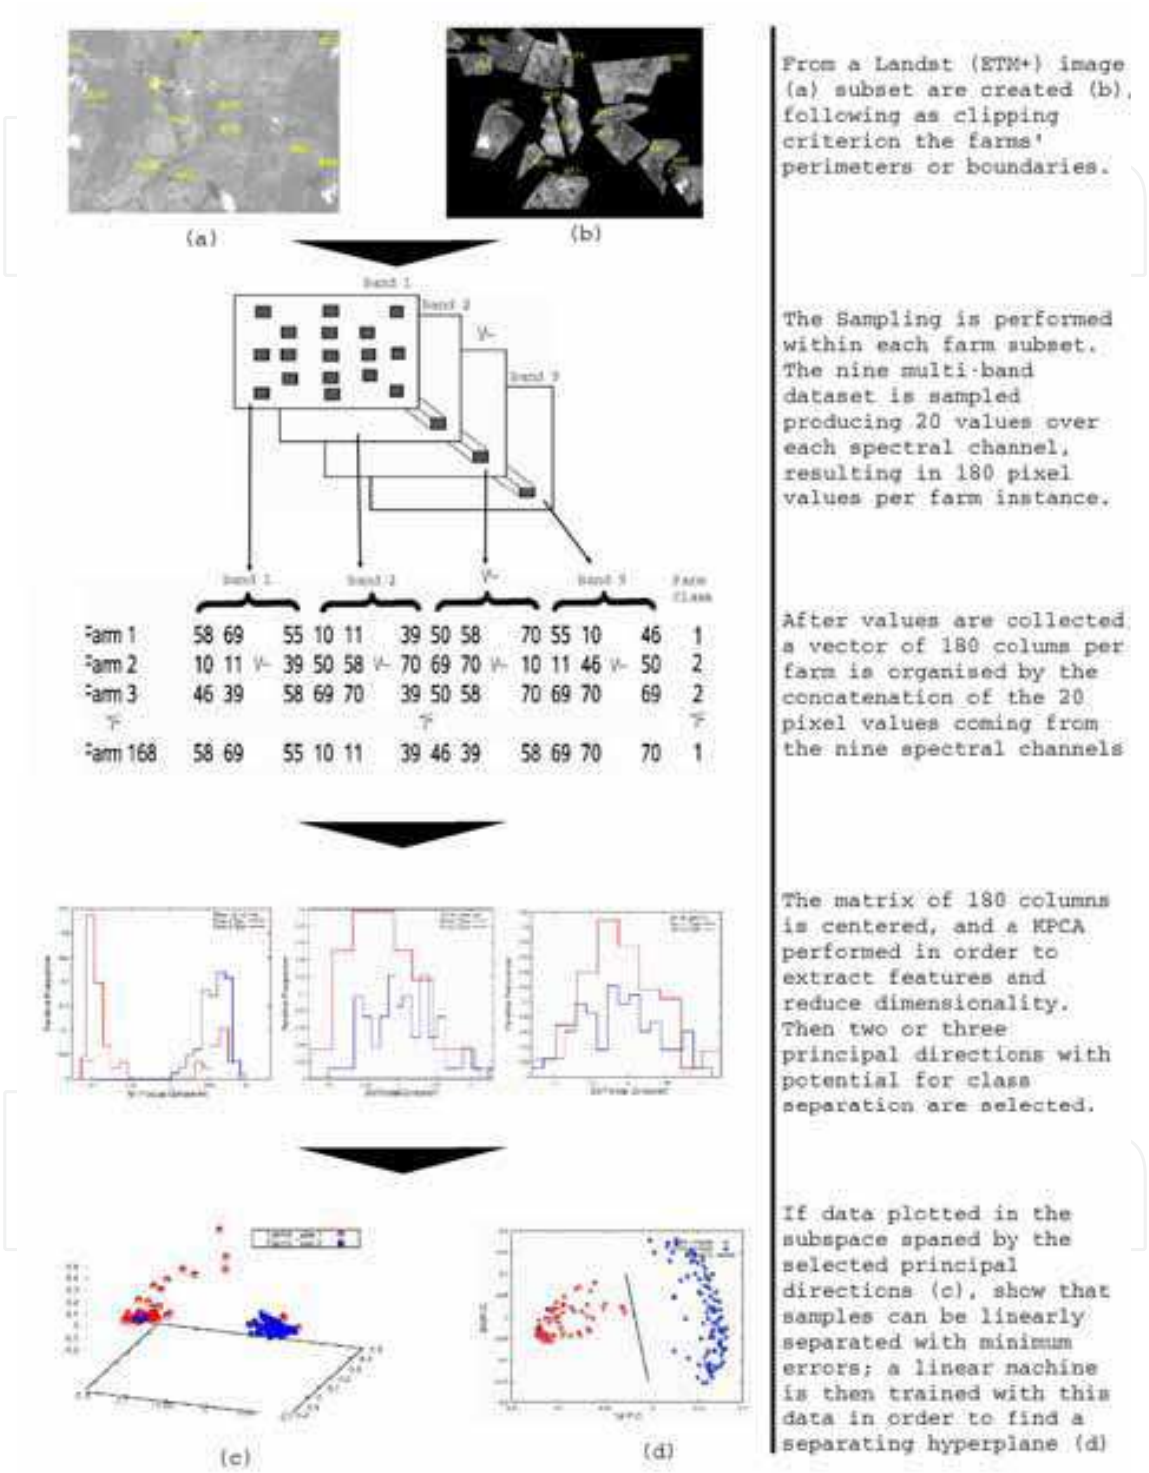 From a Landst (ETM+) image
(a) subset are created (b),
following as clipping
criterion the farms'
perimeters or boundaries.
(a)
(b)
band 1
band 2
band 9
The Sampling is performed
within each farm subset.
The nine multi-band
dataset is sampled
producing 20 values over
each spectral channel,
resulting in 180 pixel
values per farm instance.
band 1 band 2 band 9 Farm
Class
Farm 1 58 69 55 10 11 39 50 58 70 55 10 46 1
Farm 2 10 11 39 50 58 70 69 70 10 11 46 50 2
Farm 3 46 39 58 69 70 39 50 58 70 69 70 69 2
Farm 168 58 69 55 10 11 39 46 39 58 69 70 70 1
After values are collected,
a vector of 180 colums per
farm is organised by the
concatenation of the 20
pixel values coming from
the nine spectral channels
The matrix of 180 columns
is centered, and a KPCA
performed in order to
extract features and
reduce dimensionality.
Then two or three
principal directions with
potential for class
separation are selected.
If data plotted in the
subspace spaned by the
selected principal
directions (c), show that
samples can be linearly
separated with minimum
errors; a linear machine
is then trained with this
data in order to find a
separating hyperplane (d)
(c)
(d)